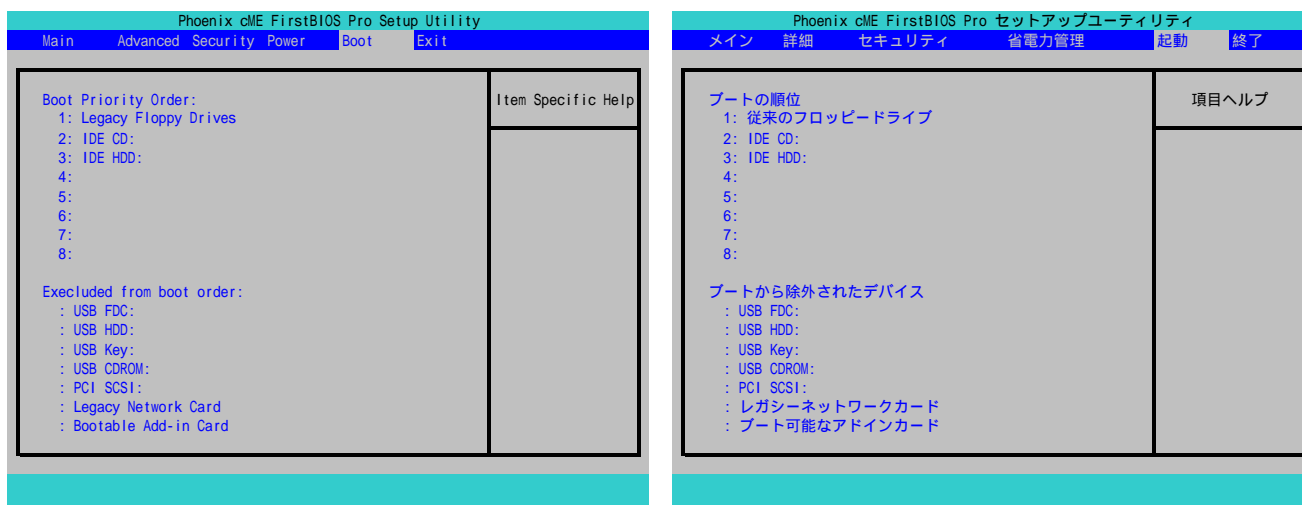 Phoenix cME FirstBIOS Pro Setup Utility
Main Advanced Security Power Boot Exit
Boot Priority Order:
1: Legacy Floppy Drives
2: IDE CD:
3: IDE HDD:
4:
5:
6:
7:
8:
Execluded from boot order:
: USB FDC:
: USB HDD:
: USB Key:
: USB CDROM:
: PCI SCSI:
: Legacy Network Card
: Bootable Add-in Card
Item Specific Help
Phoenix cME FirstBIOS Pro セットアップユーティリティ
メイン 詳細 セキュリティ 省電力管理 起動 終了
ブートの順位
1: 従来のフロッピードライブ
2: IDE CD:
3: IDE HDD:
4:
5:
6:
7:
8:
ブートから除外されたデバイス
: USB FDC:
: USB HDD:
: USB Key:
: USB CDROM:
: PCI SCSI:
: レガシーネットワークカード
: ブート可能なアドインカード
項目ヘルプ